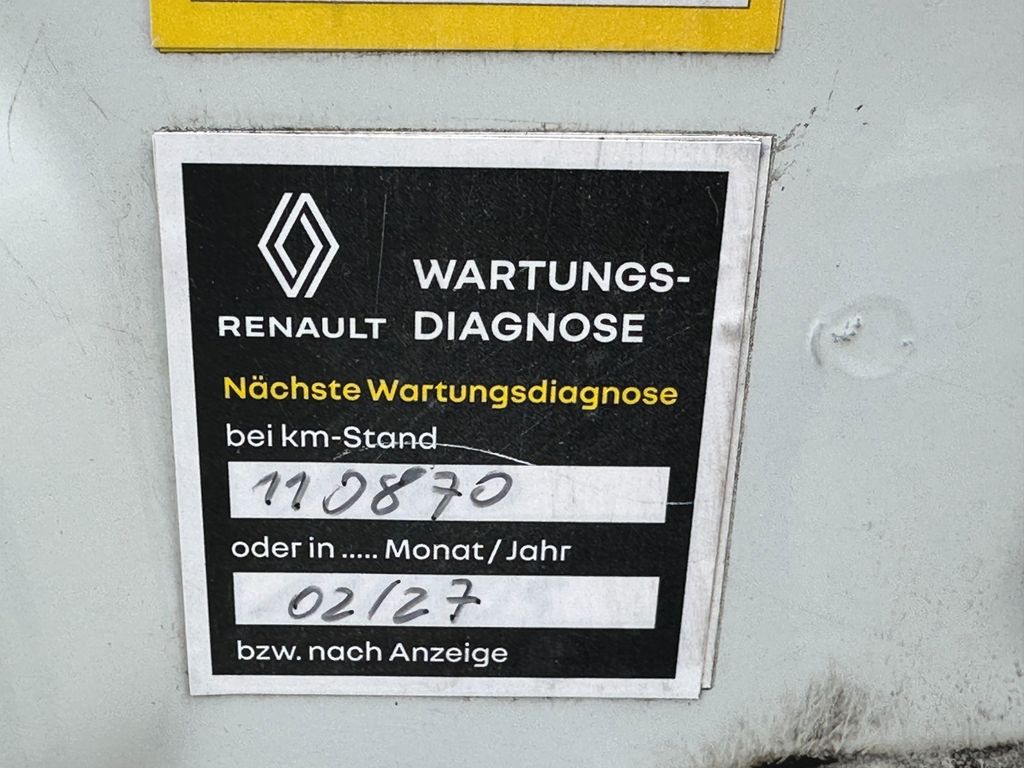 RENAULT
WARTUNGS-
DIAGNOSE
Nächste Wartungsdiagnose
bei km-Stand
110870
oder in ..... Monat/Jahr
02/27
bzw. nach Anzeige